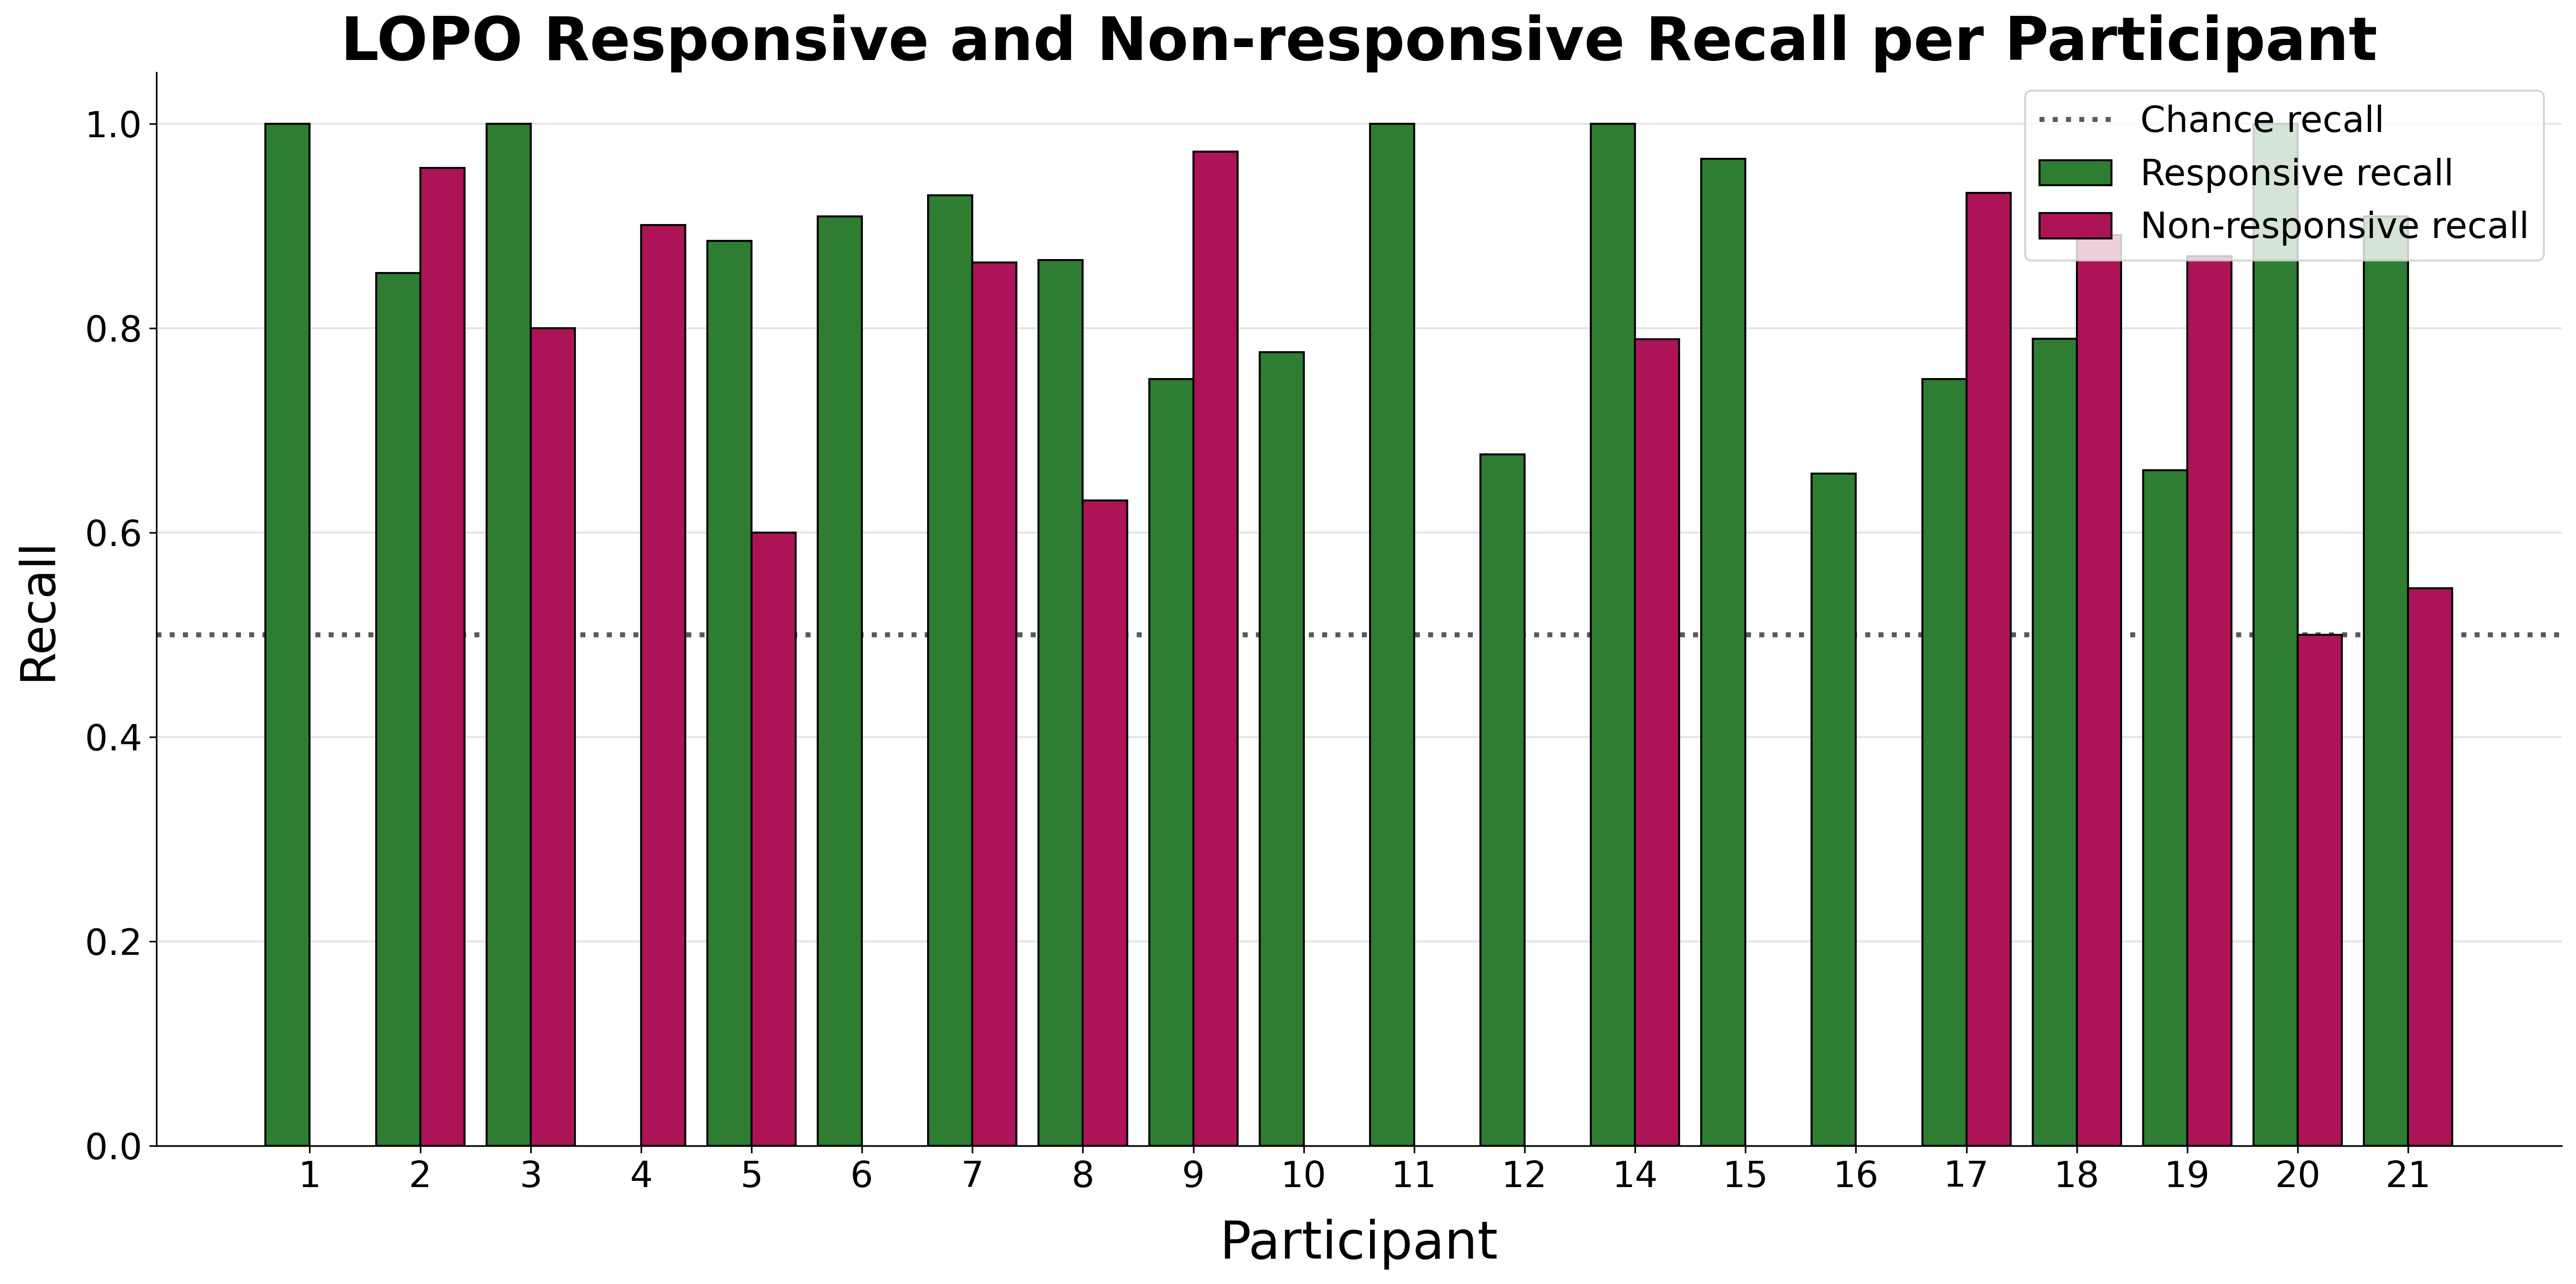 LOPO Responsive and Non-responsive Recall per Participant
Chance recall
Responsive recall
Non-responsive recall
1.0
0.8
0.6
0.4
0.2
0.0
Recall
1 2 3 4 5 6 7 8 9 10 11 12 14 15 16 17 18 19 20 21
Participant